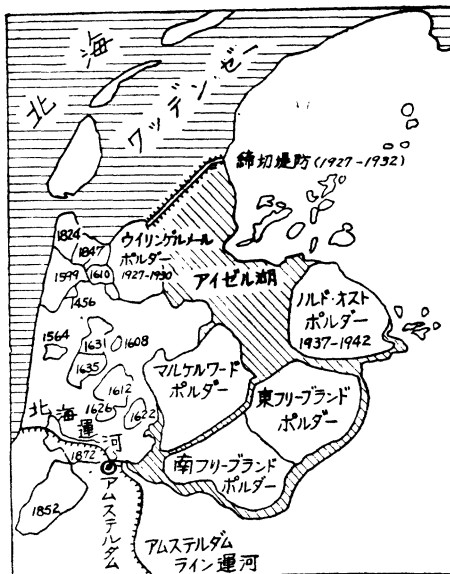 北海
ワッデンゼー
締切堤防(1927-1932)
1824
1847
ウイリンゲルメール
ポルダー
1927-1930
1599
1610
アイゼル湖
1456
ノルド・オスト
ポルダー
1937-1942
1564
1631
1608
1635
マルケルワード
ポルダー
1612
東フリーブランド
ポルダー
1626
1622
北海運河
1872
南フリーブランド
ポルダー
1852
アムステルダム
アムステルダム
ライン運河